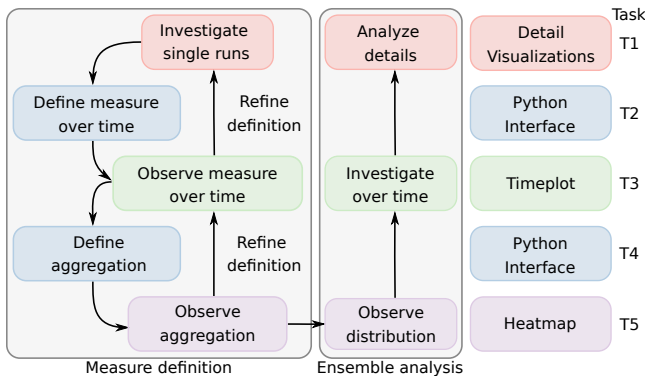 Task
Investigate
single runs
Analyze
details
Detail
Visualizations
T1
Define measure
over time
Refine
definition
Python
Interface
T2
Observe measure
over time
Investigate
over time
Timeplot
T3
Define
aggregation
Refine
definition
Python
Interface
T4
Observe
aggregation
Observe
distribution
Heatmap
T5
Measure definition
Ensemble analysis